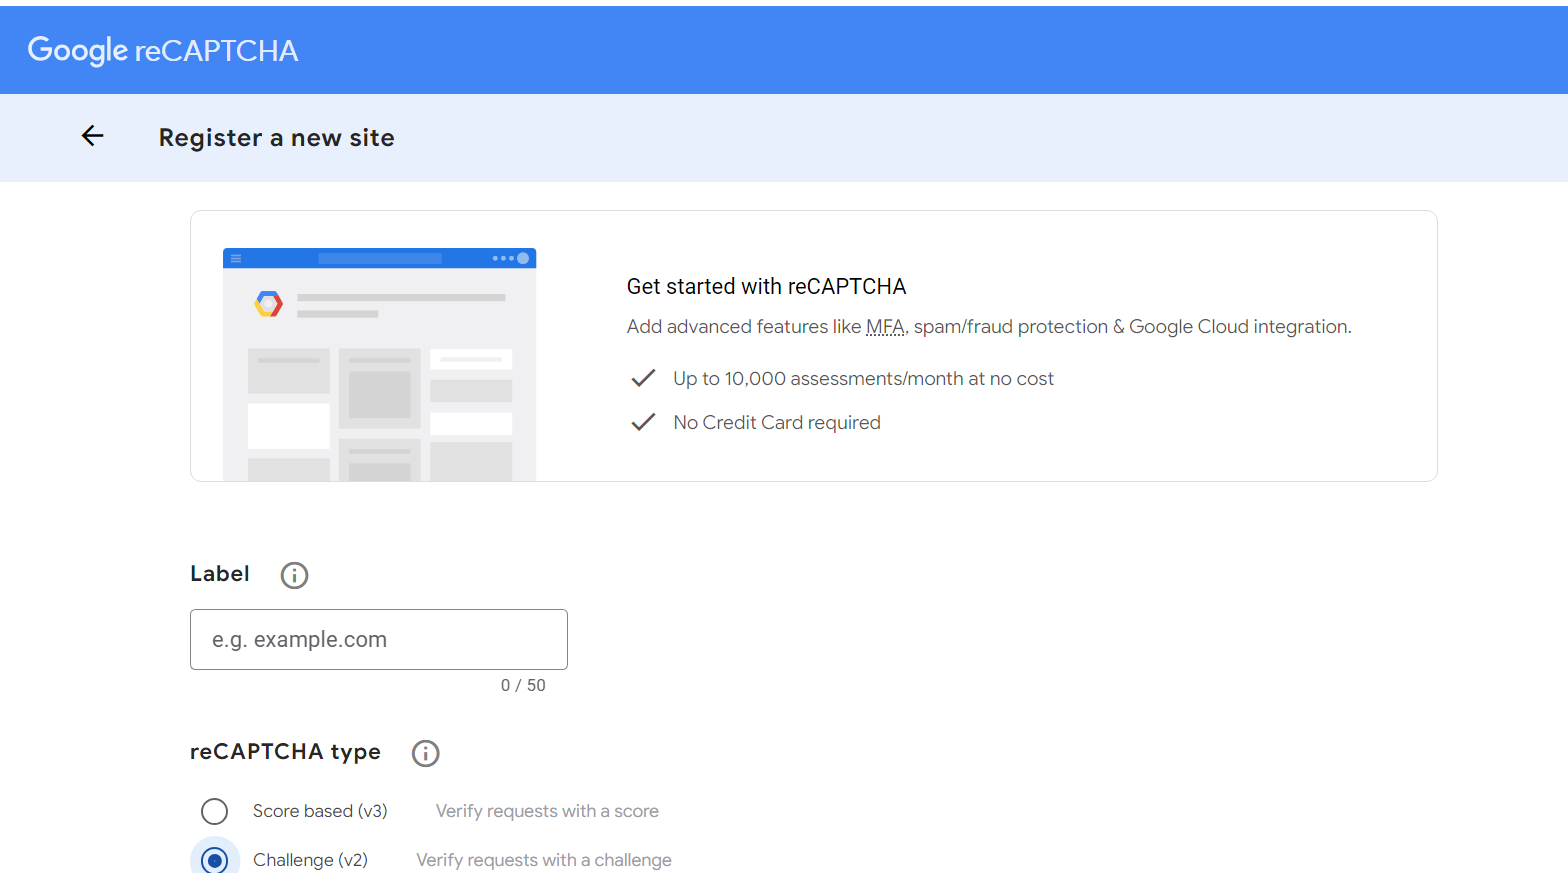 Google reCAPTCHA
Register a new site
Get started with reCAPTCHA
Add advanced features like MFA, spam/fraud protection & Google Cloud integration.
Up to 10,000 assessments/month at no cost
No Credit Card required
Label
e.g. example.com
0 / 50
reCAPTCHA type
Score based (v3) Verify requests with a score
Challenge (v2) Verify requests with a challenge